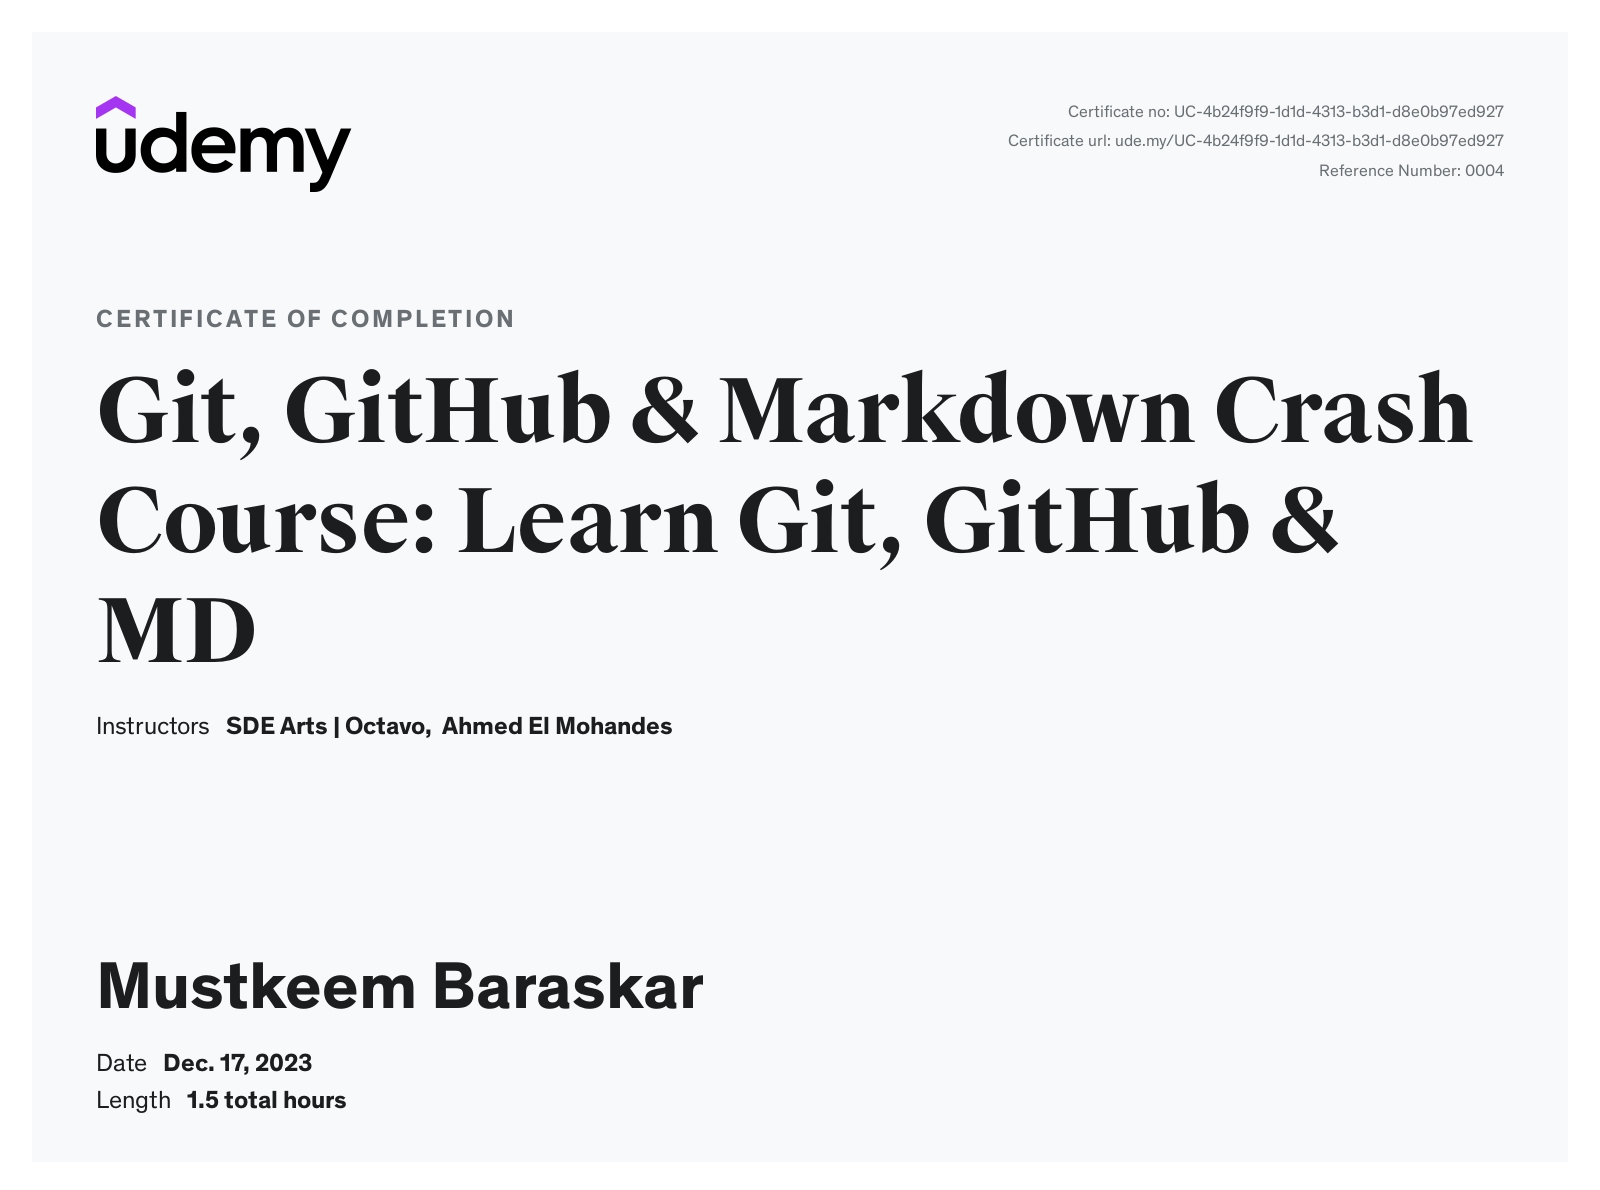 udemy
Certificate no: UC-4b24f9f9-1d1d-4313-b3d1-d8e0b97ed927
Certificate url: ude.my/UC-4b24f9f9-1d1d-4313-b3d1-d8e0b97ed927
Reference Number: 0004
CERTIFICATE OF COMPLETION
Git, GitHub & Markdown Crash
Course: Learn Git, GitHub &
MD
Instructors SDE Arts | Octavo, Ahmed El Mohandes
Mustkeem Baraskar
Date Dec. 17, 2023
Length 1.5 total hours